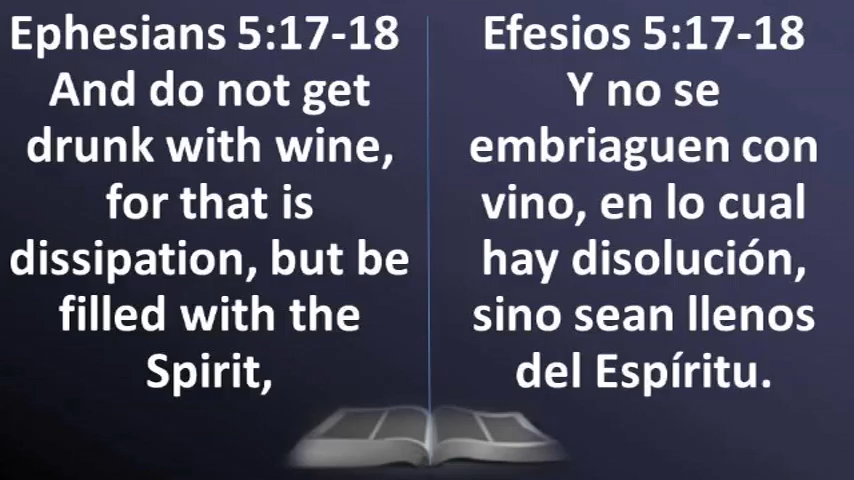 Ephesians 5:17-18
And do not get
drunk with wine,
for that is
dissipation, but be
filled with the
Spirit,
Efesios 5:17-18
Y no se
embriaguen con
vino, en lo cual
hay disolución,
sino sean llenos
del Espíritu.